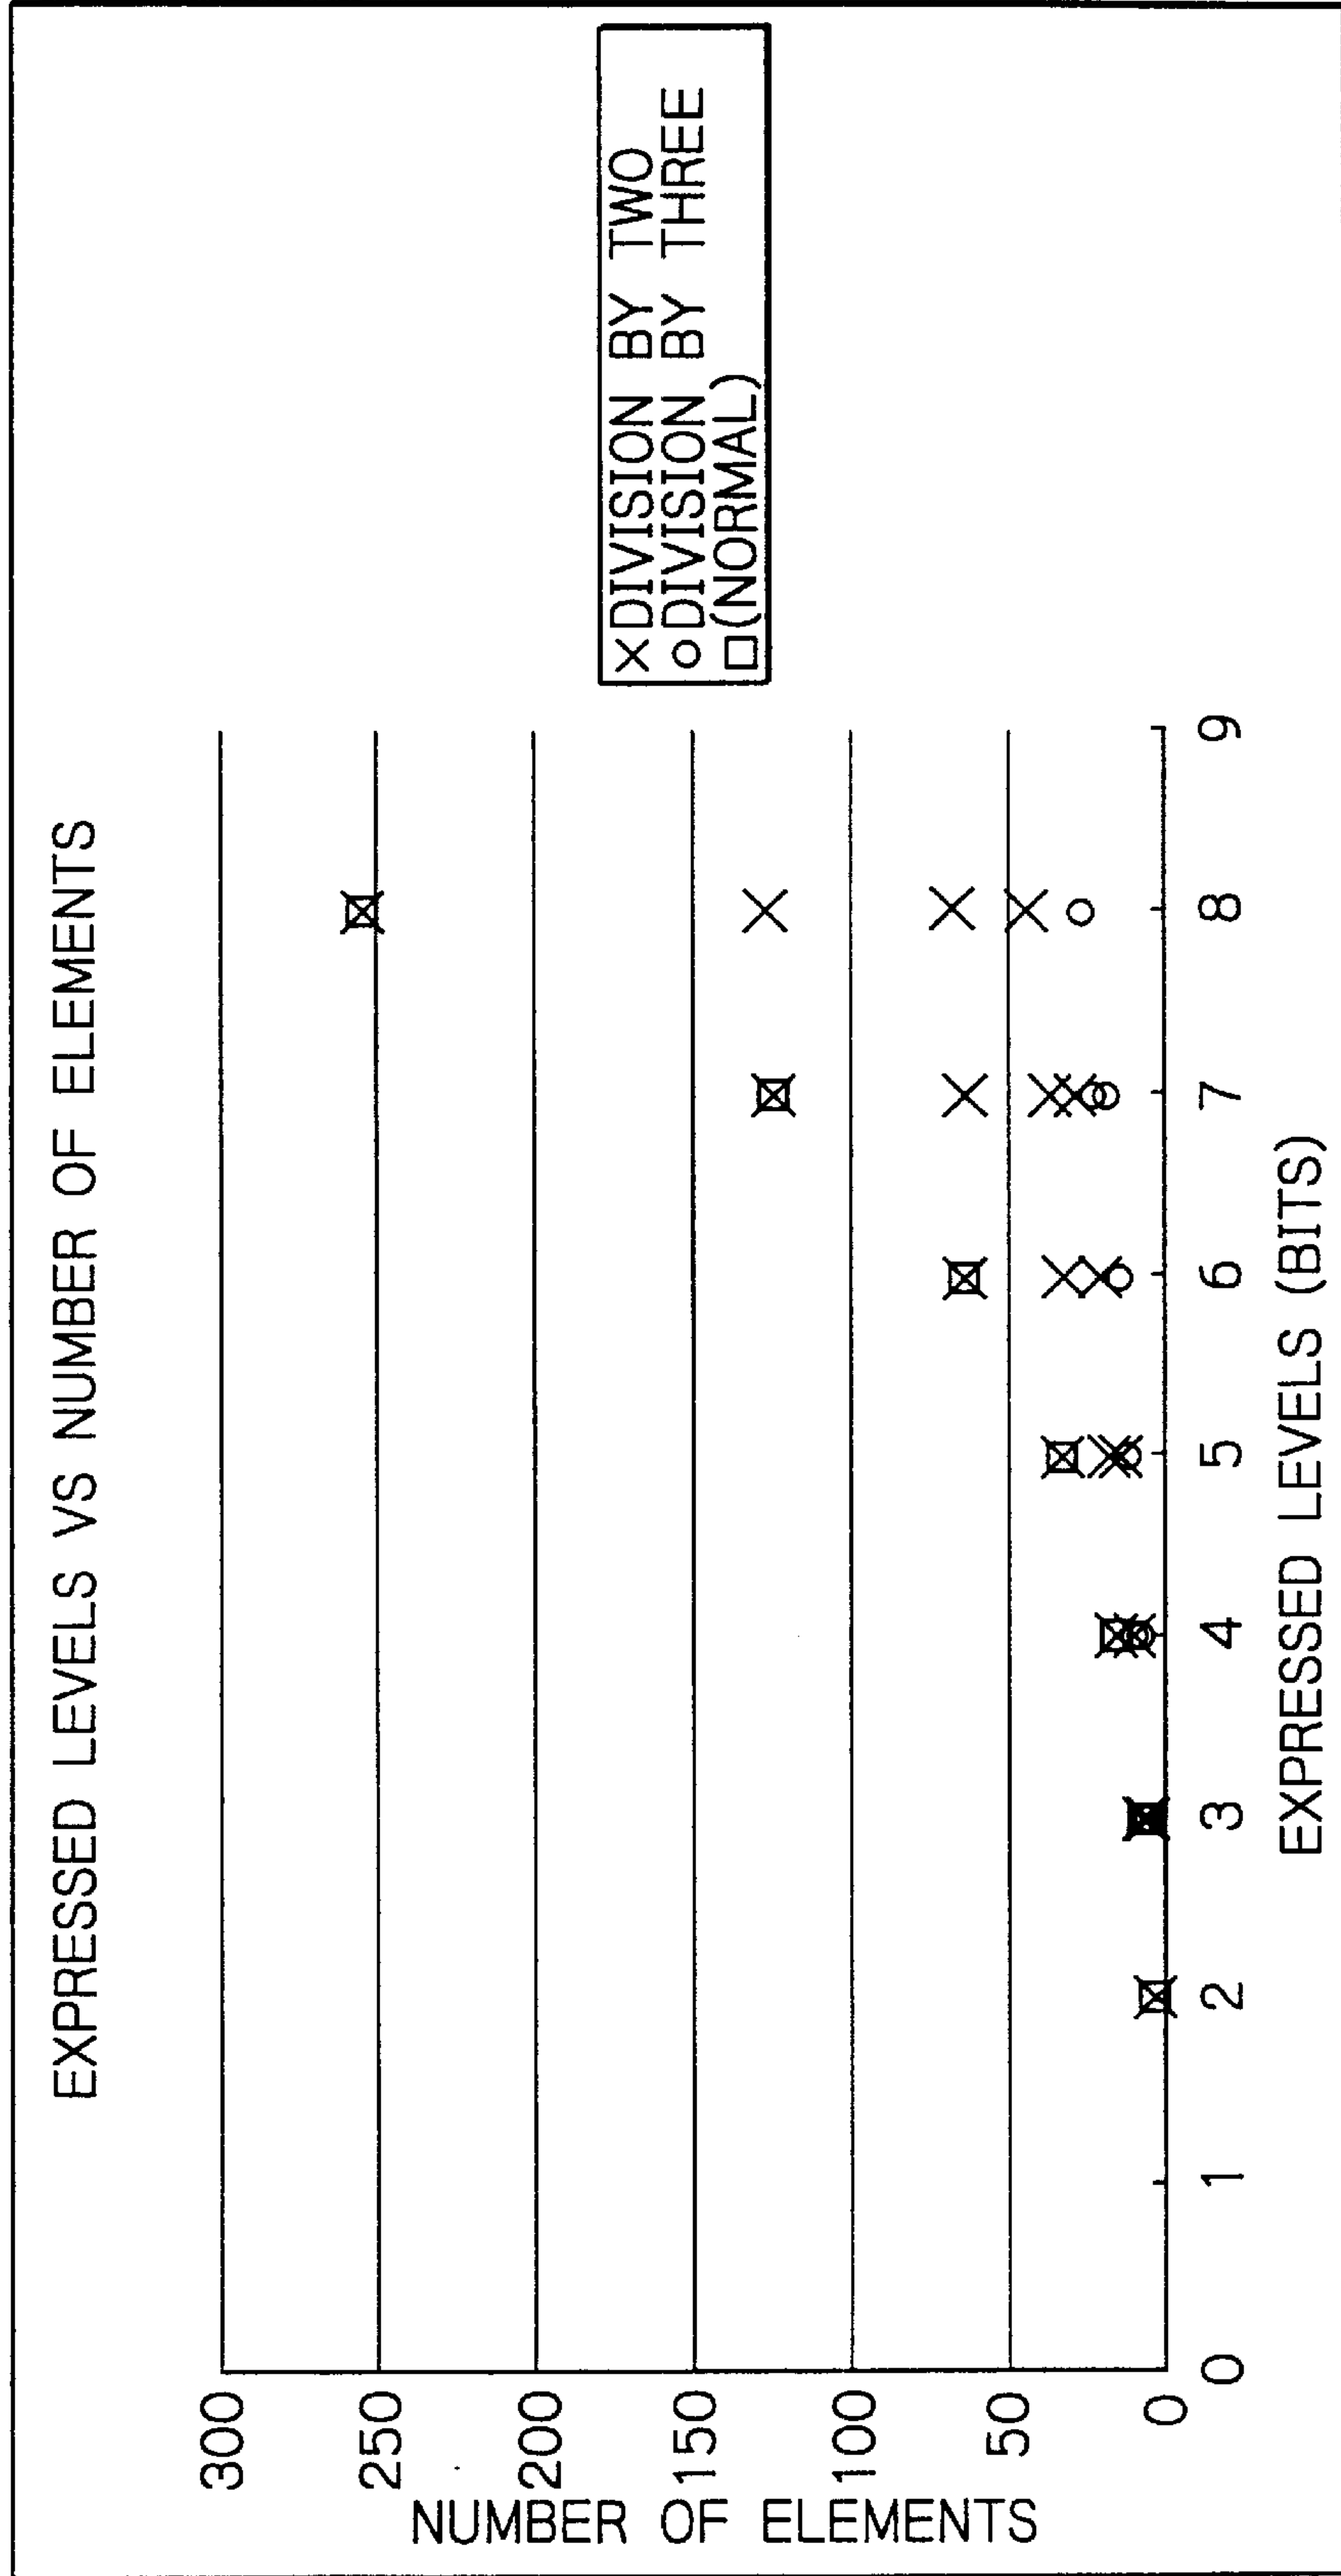 EXPRESSED LEVELS VS NUMBER OF ELEMENTS
NUMBER OF ELEMENTS
300
250
200
150
100
50
0
0 1 2 3 4 5 6 7 8 9
EXPRESSED LEVELS (BITS)
×DIVISION BY TWO
○DIVISION BY THREE
□(NORMAL)